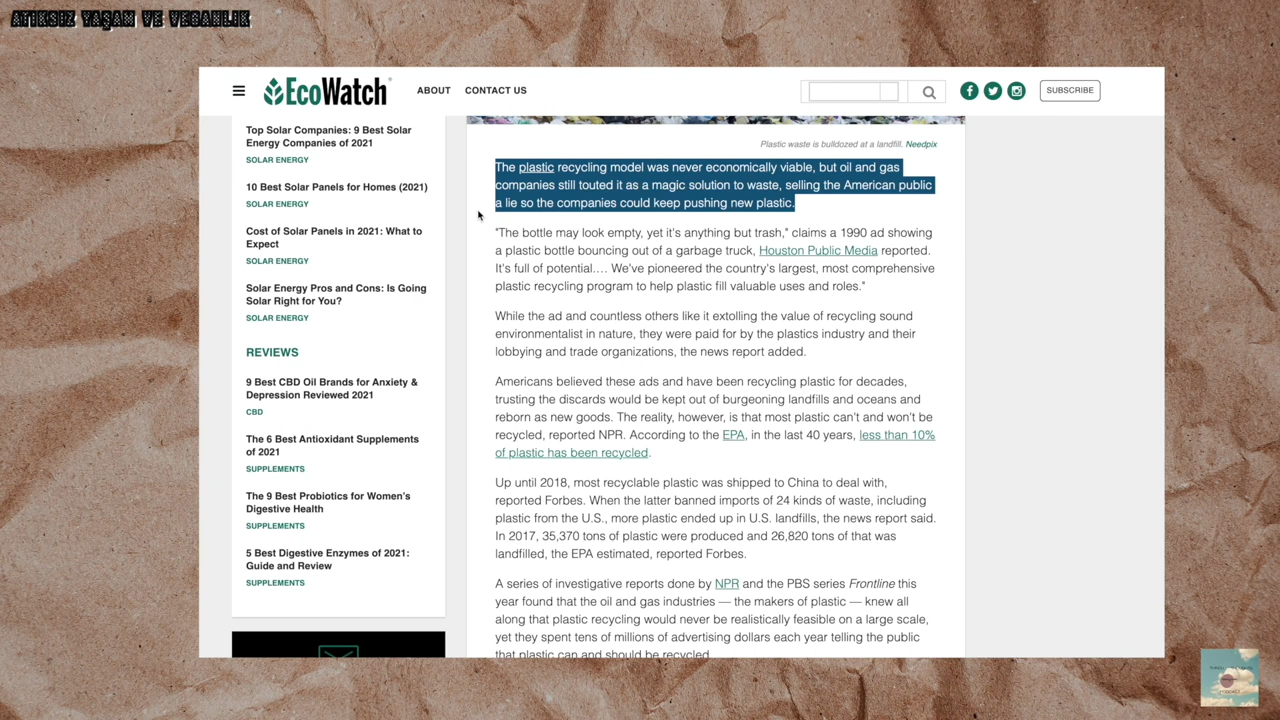 ATIKSIZ YAŞAM VE VEGANLIK
EcoWatch
ABOUT
CONTACT US
SUBSCRIBE
Top Solar Companies: 9 Best Solar
Energy Companies of 2021
SOLAR ENERGY
10 Best Solar Panels for Homes (2021)
SOLAR ENERGY
Cost of Solar Panels in 2021: What to
Expect
SOLAR ENERGY
Solar Energy Pros and Cons: Is Going
Solar Right for You?
SOLAR ENERGY
REVIEWS
9 Best CBD Oil Brands for Anxiety &
Depression Reviewed 2021
CBD
The 6 Best Antioxidant Supplements
of 2021
SUPPLEMENTS
The 9 Best Probiotics for Women's
Digestive Health
SUPPLEMENTS
5 Best Digestive Enzymes of 2021:
Guide and Review
SUPPLEMENTS
Plastic waste is bulldozed at a landfill. Needpix
The plastic recycling model was never economically viable, but oil and gas
companies still touted it as a magic solution to waste, selling the American public
a lie so the companies could keep pushing new plastic.
"The bottle may look empty, yet it's anything but trash," claims a 1990 ad showing
a plastic bottle bouncing out of a garbage truck, Houston Public Media reported.
It's full of potential.... We've pioneered the country's largest, most comprehensive
plastic recycling program to help plastic fill valuable uses and roles."
While the ad and countless others like it extolling the value of recycling sound
environmentalist in nature, they were paid for by the plastics industry and their
lobbying and trade organizations, the news report added.
Americans believed these ads and have been recycling plastic for decades,
trusting the discards would be kept out of burgeoning landfills and oceans and
reborn as new goods. The reality, however, is that most plastic can't and won't be
recycled, reported NPR. According to the EPA, in the last 40 years, less than 10%
of plastic has been recycled.
Up until 2018, most recyclable plastic was shipped to China to deal with,
reported Forbes. When the latter banned imports of 24 kinds of waste, including
plastic from the U.S., more plastic ended up in U.S. landfills, the news report said.
In 2017, 35,370 tons of plastic were produced and 26,820 tons of that was
landfilled, the EPA estimated, reported Forbes.
A series of investigative reports done by NPR and the PBS series Frontline this
year found that the oil and gas industries — the makers of plastic — knew all
along that plastic recycling would never be realistically feasible on a large scale,
yet they spent tens of millions of advertising dollars each year telling the public
that plastic can and should be recycled.
PODCAST